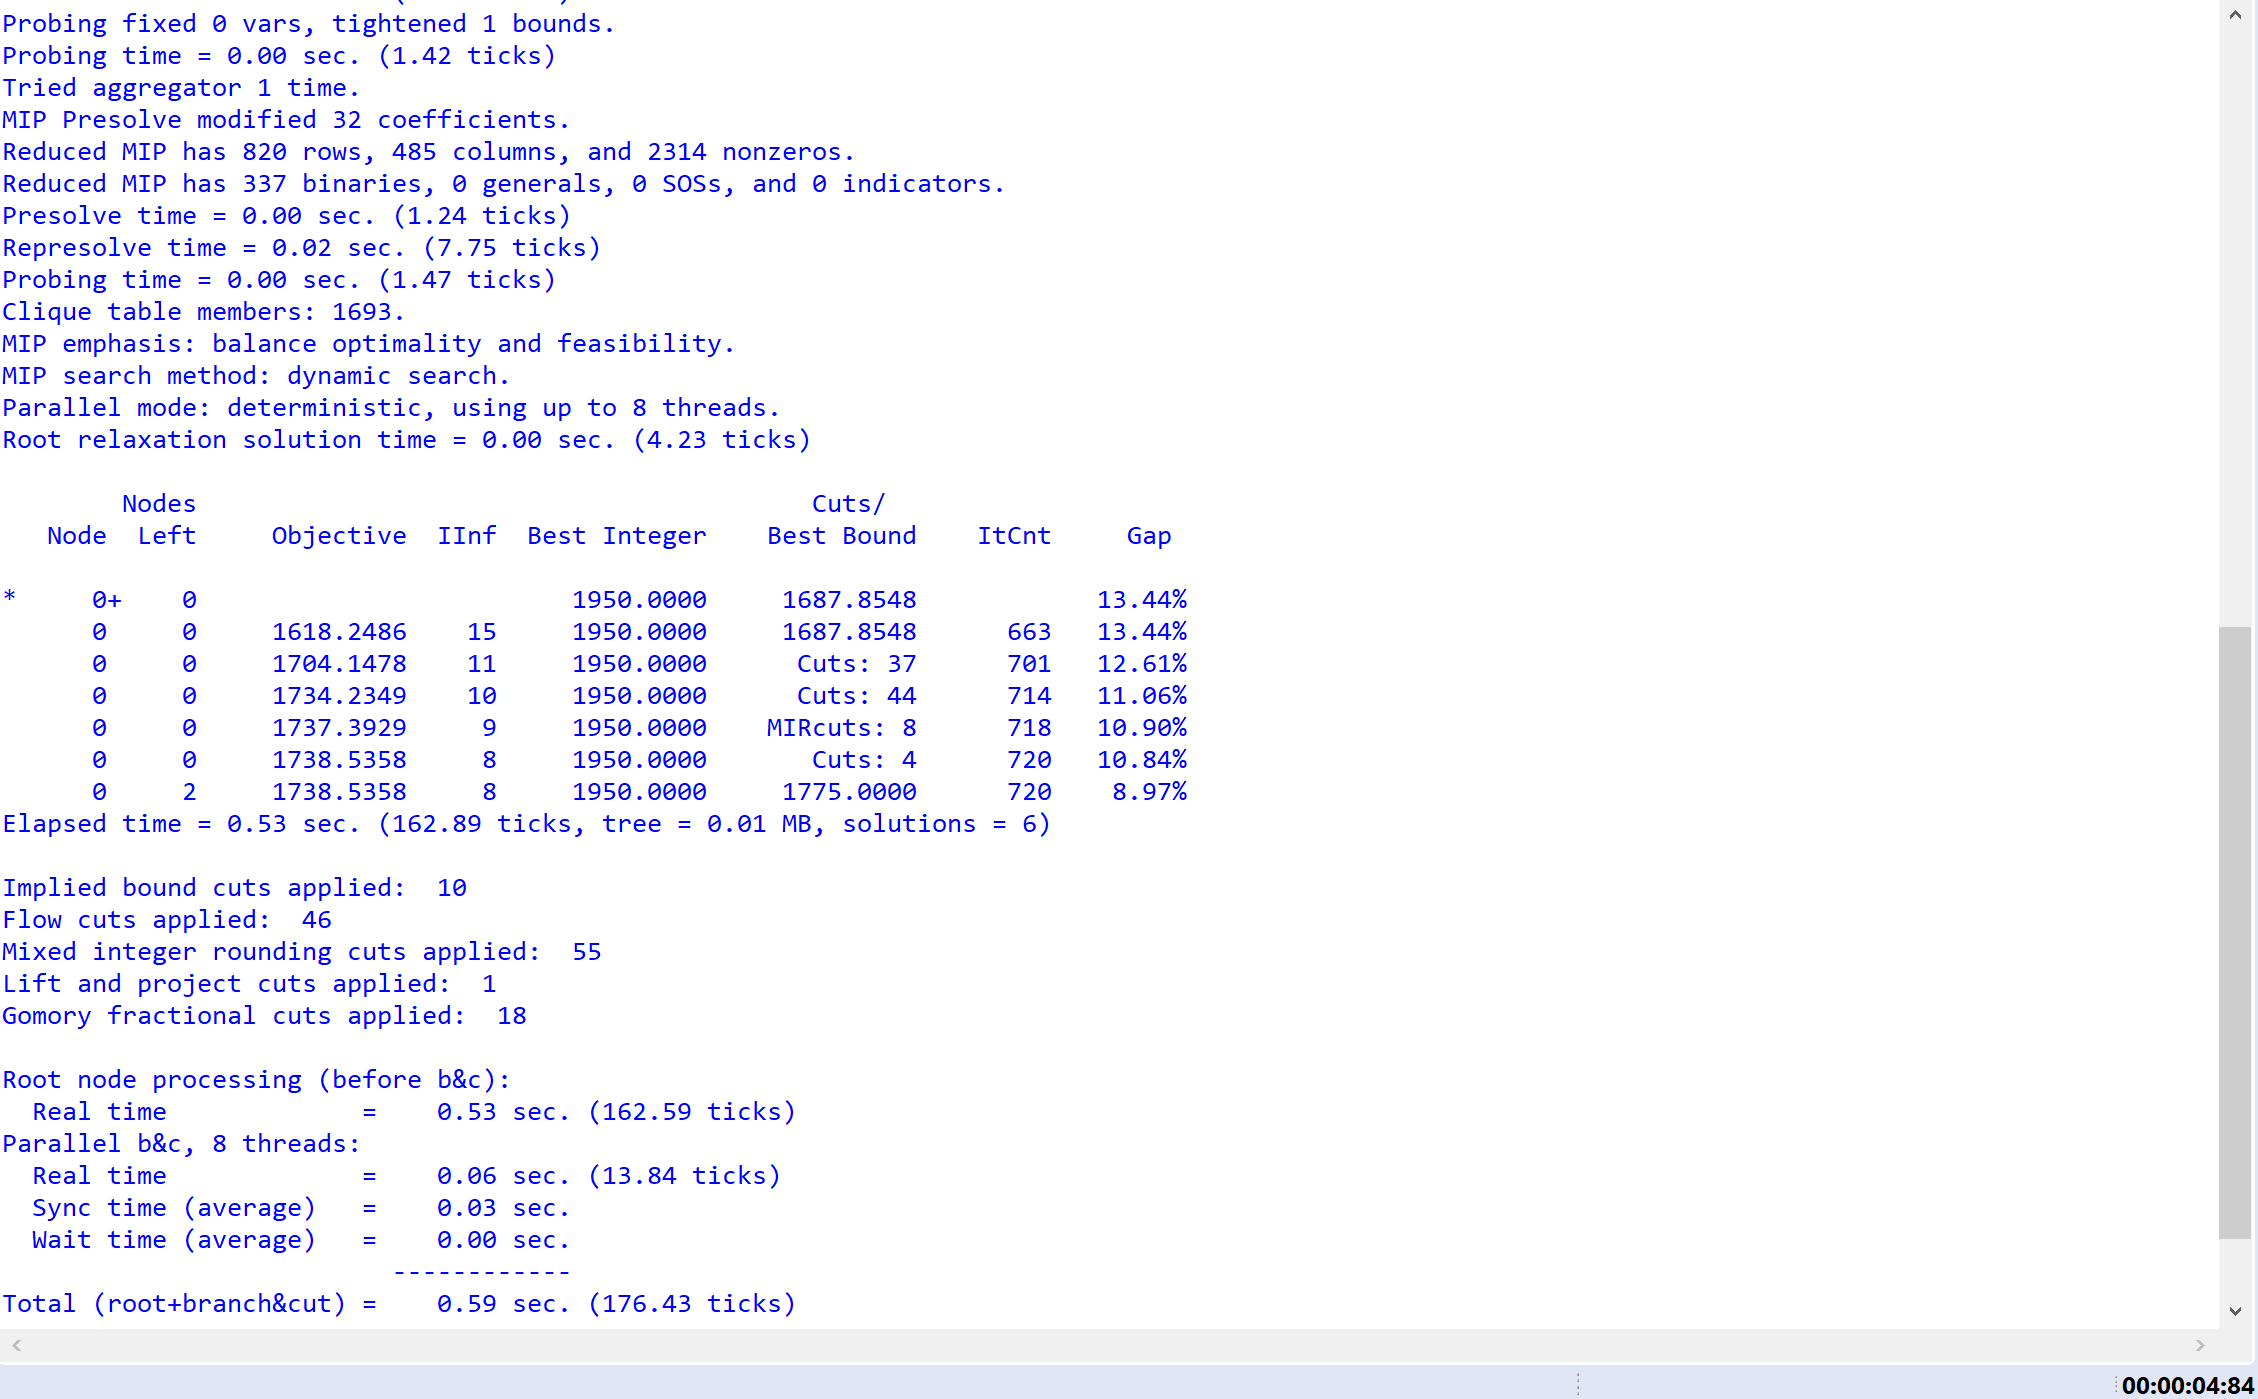 Probing fixed 0 vars, tightened 1 bounds.
Probing time = 0.00 sec. (1.42 ticks)
Tried aggregator 1 time.
MIP Presolve modified 32 coefficients.
Reduced MIP has 820 rows, 485 columns, and 2314 nonzeros.
Reduced MIP has 337 binaries, 0 generals, 0 SOSs, and 0 indicators.
Presolve time = 0.00 sec. (1.24 ticks)
Represolve time = 0.02 sec. (7.75 ticks)
Probing time = 0.00 sec. (1.47 ticks)
Clique table members: 1693.
MIP emphasis: balance optimality and feasibility.
MIP search method: dynamic search.
Parallel mode: deterministic, using up to 8 threads.
Root relaxation solution time = 0.00 sec. (4.23 ticks)
        Nodes                                         Cuts/
   Node  Left     Objective  IInf  Best Integer    Best Bound    ItCnt     Gap
*     0+    0                         1950.0000     1687.8548            13.44%
      0     0     1618.2486    15     1950.0000     1687.8548      663   13.44%
      0     0     1704.1478    11     1950.0000      Cuts: 37      701   12.61%
      0     0     1734.2349    10     1950.0000      Cuts: 44      714   11.06%
      0     0     1737.3929     9     1950.0000    MIRcuts: 8      718   10.90%
      0     0     1738.5358     8     1950.0000       Cuts: 4      720   10.84%
      0     2     1738.5358     8     1950.0000     1775.0000      720    8.97%
Elapsed time = 0.53 sec. (162.89 ticks, tree = 0.01 MB, solutions = 6)
Implied bound cuts applied:  10
Flow cuts applied:  46
Mixed integer rounding cuts applied:  55
Lift and project cuts applied:  1
Gomory fractional cuts applied:  18
Root node processing (before b&c):
  Real time             =    0.53 sec. (162.59 ticks)
Parallel b&c, 8 threads:
  Real time             =    0.06 sec. (13.84 ticks)
  Sync time (average)   =    0.03 sec.
  Wait time (average)   =    0.00 sec.
                          ------------
Total (root+branch&cut) =    0.59 sec. (176.43 ticks)
00:00:04:84